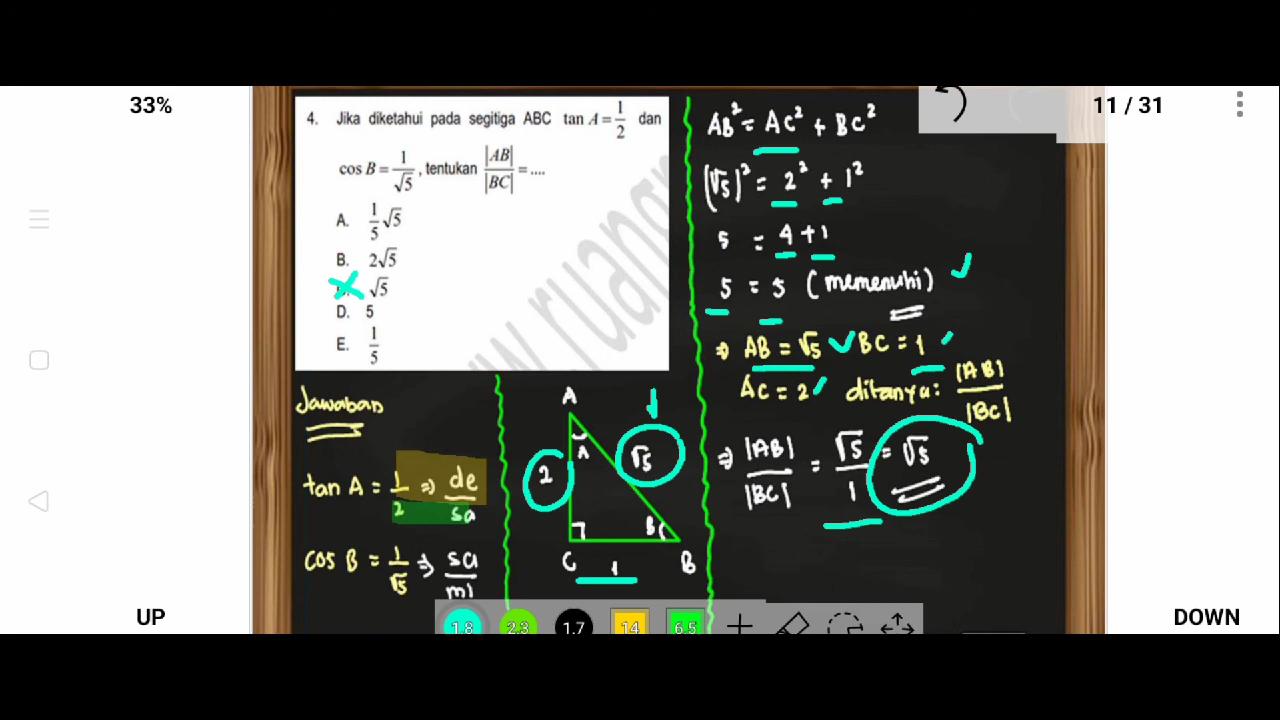 33%
11 / 31
4. Jika diketahui pada segitiga ABC tan A = 1/2 dan
cos B = 1/√5, tentukan |AB|/|BC| = ....
A. 1/5 √5
B. 2√5
√5
D. 5
E. 1/5
www.ruang
Jawaban
tan A = 1/2 ⇒ de/sa
cos B = 1/√5 ⇒ sa/mi
A
A
2
√5
B
C
1
B
AB² = AC² + BC²
(√5)² = 2² + 1²
5 = 4 + 1
5 = 5 (memenuhi) ✓
⇒ AB = √5 ✓ BC = 1 ✓
AC = 2 ✓ ditanya: |AB|/|BC|
⇒ |AB|/|BC| = √5/1 = √5
UP
DOWN
1.8 2.3 1.7 14 6.5